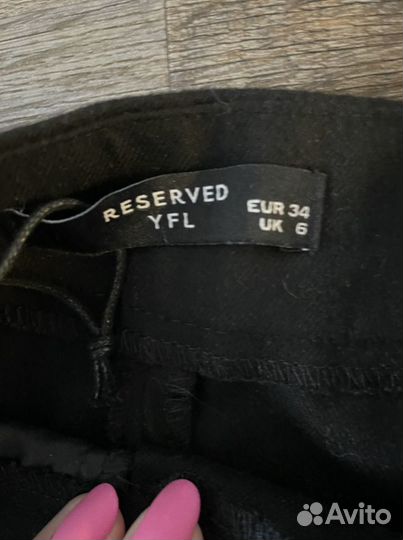 RESERVED
YFL
EUR 34
UK 6
Avito